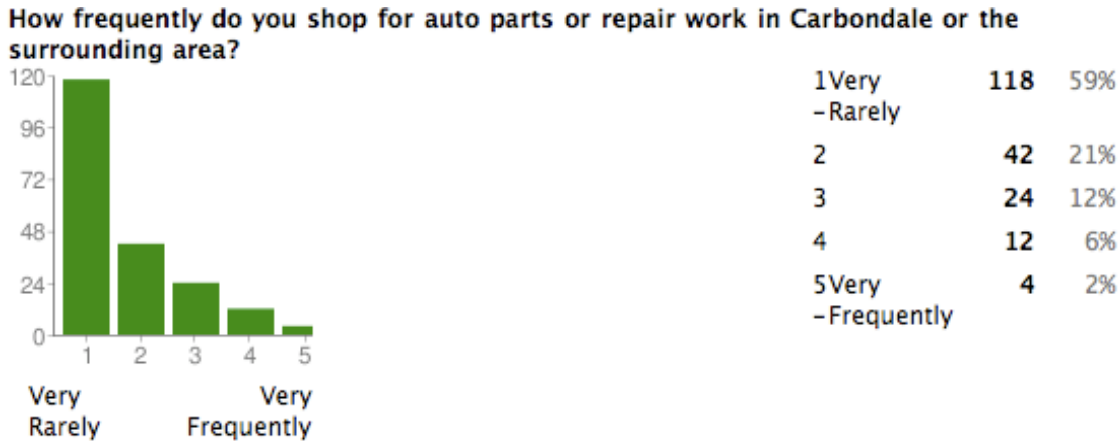 How frequently do you shop for auto parts or repair work in Carbondale or the
surrounding area?
120
96
72
48
24
0
1 2 3 4 5
Very Rarely
Very Frequently
1Very -Rarely 118 59%
2 42 21%
3 24 12%
4 12 6%
5Very -Frequently 4 2%